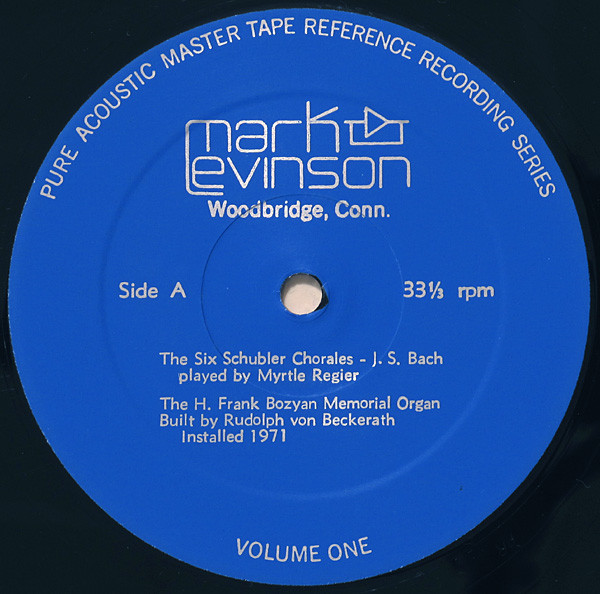 PURE ACOUSTIC MASTER TAPE REFERENCE RECORDING SERIES
mark
Levinson
Woodbridge, Conn.
Side A
33⅓ rpm
The Six Schubler Chorales - J. S. Bach
played by Myrtle Regier
The H. Frank Bozyan Memorial Organ
Built by Rudolph von Beckerath
Installed 1971
VOLUME ONE